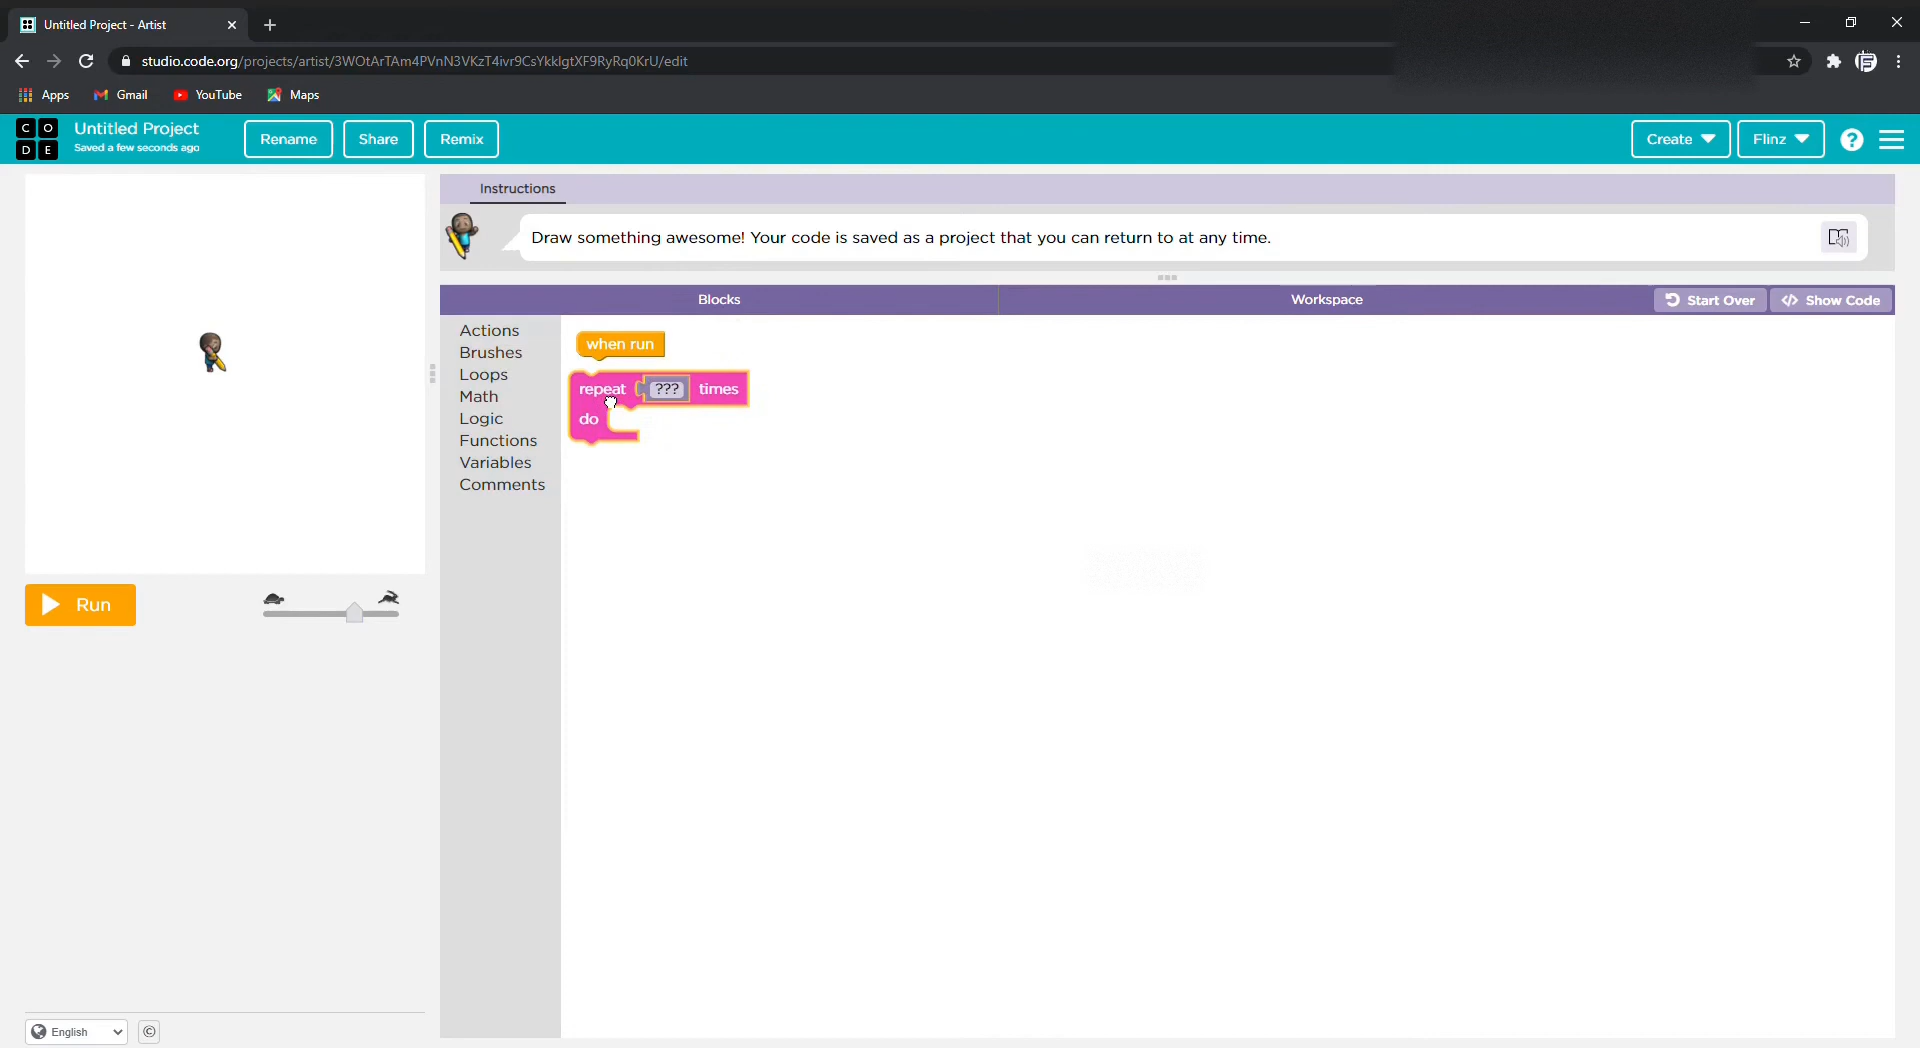 Untitled Project - Artist
studio.code.org/projects/artist/3WOtArTAm4PVnN3VKzT4ivr9CsYkklgtXF9RyRq0KrU/edit
Apps
Gmail
YouTube
Maps
C O
D E
Untitled Project
Saved a few seconds ago
Rename
Share
Remix
Create
Flinz
?
Instructions
Draw something awesome! Your code is saved as a project that you can return to at any time.
Blocks
Workspace
Start Over
</> Show Code
Actions
Brushes
Loops
Math
Logic
Functions
Variables
Comments
when run
repeat ??? times
do
Run
English
©